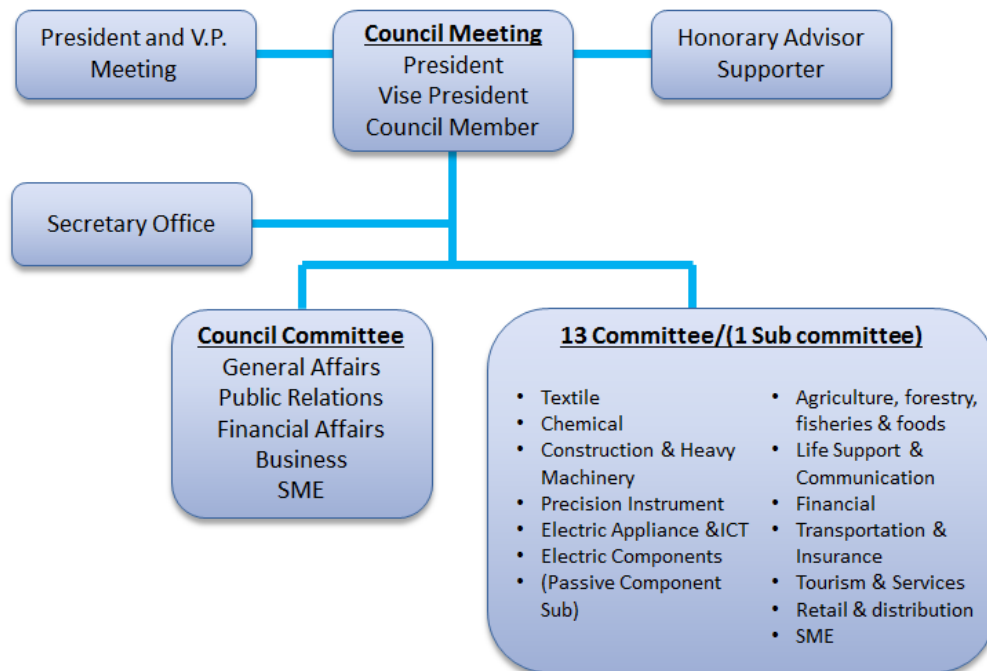 President and V.P.
Meeting
Council Meeting
President
Vise President
Council Member
Honorary Advisor
Supporter
Secretary Office
Council Committee
General Affairs
Public Relations
Financial Affairs
Business
SME
13 Committee/(1 Sub committee)
• Textile
• Chemical
• Construction & Heavy
Machinery
• Precision Instrument
• Electric Appliance &ICT
• Electric Components
• (Passive Component
Sub)
• Agriculture, forestry,
fisheries & foods
• Life Support &
Communication
• Financial
• Transportation &
Insurance
• Tourism & Services
• Retail & distribution
• SME